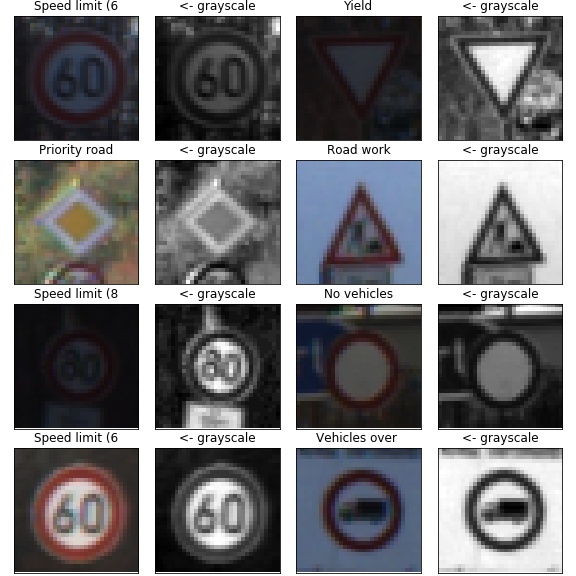 Speed limit (6 <- grayscale Yield <- grayscale
60 60
Priority road <- grayscale Road work <- grayscale
Speed limit (8 <- grayscale No vehicles <- grayscale
80 80
Speed limit (6 <- grayscale Vehicles over <- grayscale
60 60